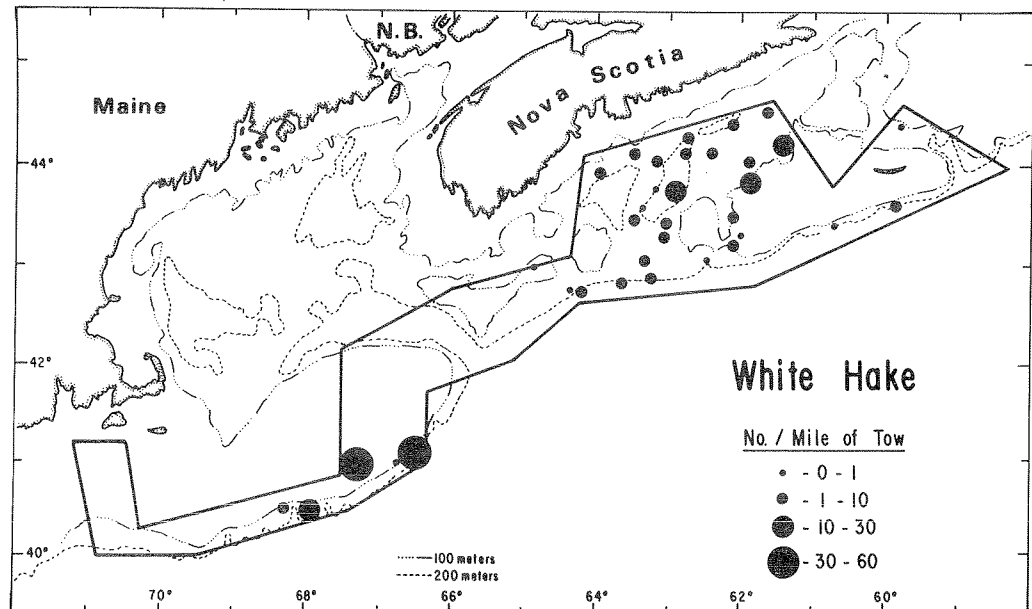 N.B.
Maine
Nova Scotia
44°
42°
40°
White Hake
No. / Mile of Tow
- 0 - 1
- 1 - 10
- 10 - 30
- 30 - 60
100 meters
200 meters
70° 68° 66° 64° 62° 60°